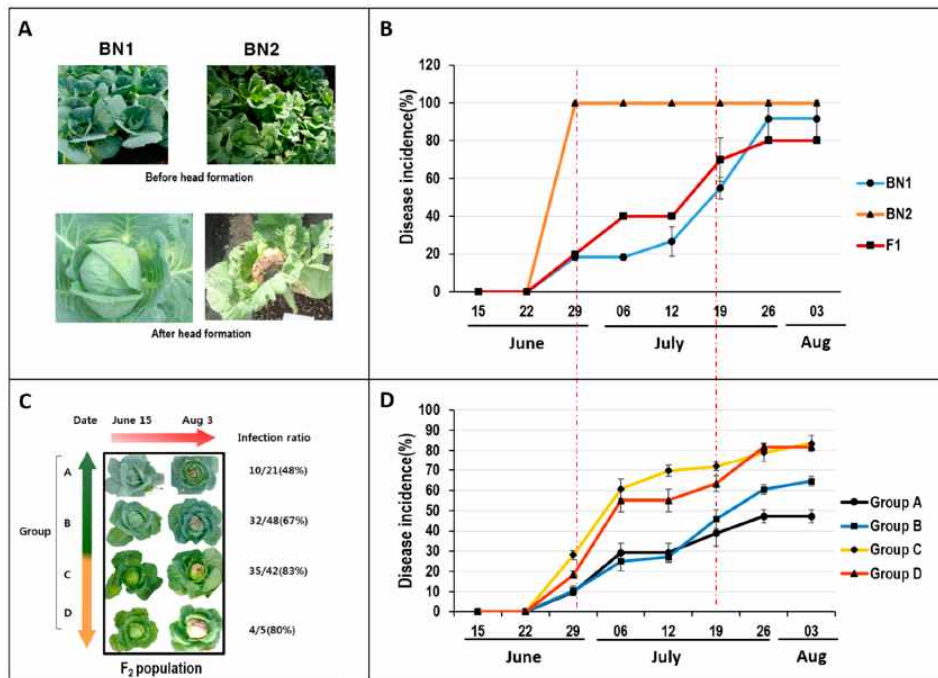 A
BN1 BN2
Before head formation
After head formation
B
Disease incidence(%)
120
100
80
60
40
20
0
15 22 29 06 12 19 26 03
June July Aug
BN1
BN2
F1
C
Date June 15 Aug 3 Infection ratio
Group
A 10/21(48%)
B 32/48(67%)
C 35/42(83%)
D 4/5(80%)
F₂ population
D
Disease incidence(%)
100
90
80
70
60
50
40
30
20
10
0
15 22 29 06 12 19 26 03
June July Aug
Group A
Group B
Group C
Group D